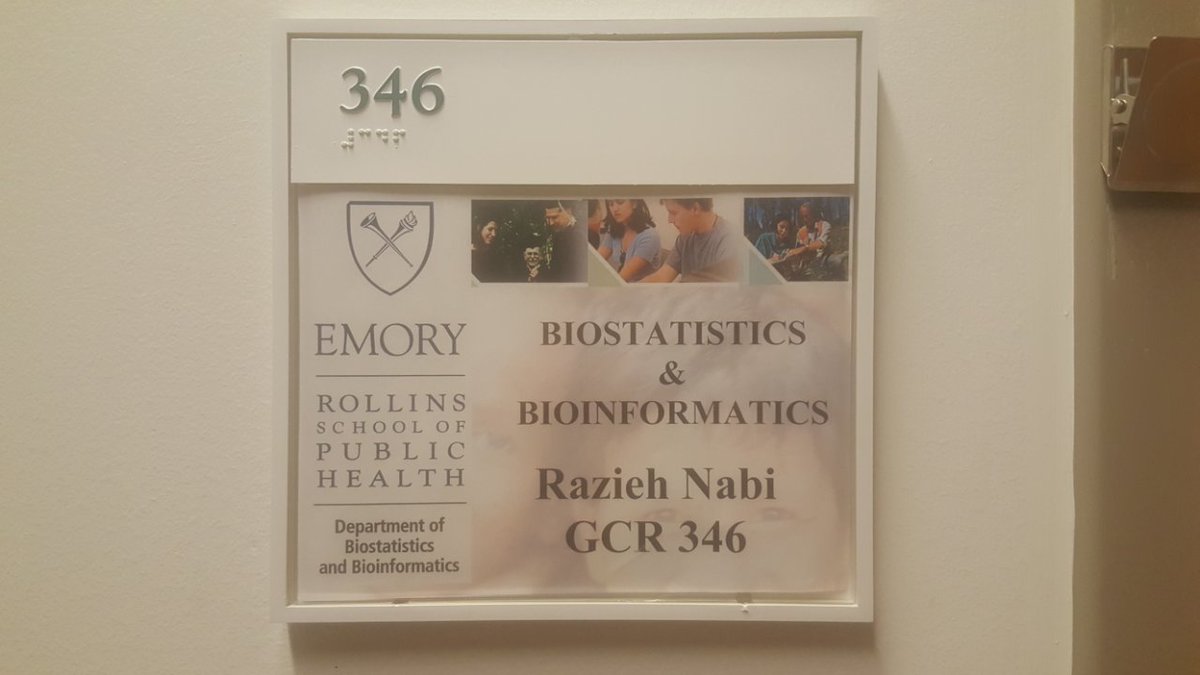 346
EMORY
ROLLINS
SCHOOL OF
PUBLIC
HEALTH
Department of
Biostatistics
and Bioinformatics
BIOSTATISTICS
&
BIOINFORMATICS
Razieh Nabi
GCR 346